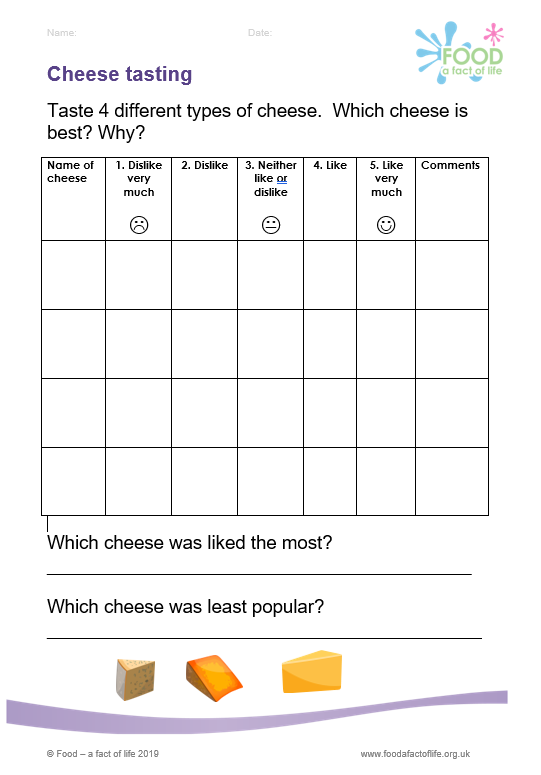 Name:
Date:
FOOD
a fact of life
Cheese tasting
Taste 4 different types of cheese.  Which cheese is
best? Why?
Name of
cheese
1. Dislike
very
much
2. Dislike
3. Neither
like or
dislike
4. Like
5. Like
very
much
Comments
Which cheese was liked the most?
Which cheese was least popular?
© Food – a fact of life 2019
www.foodafactoflife.org.uk